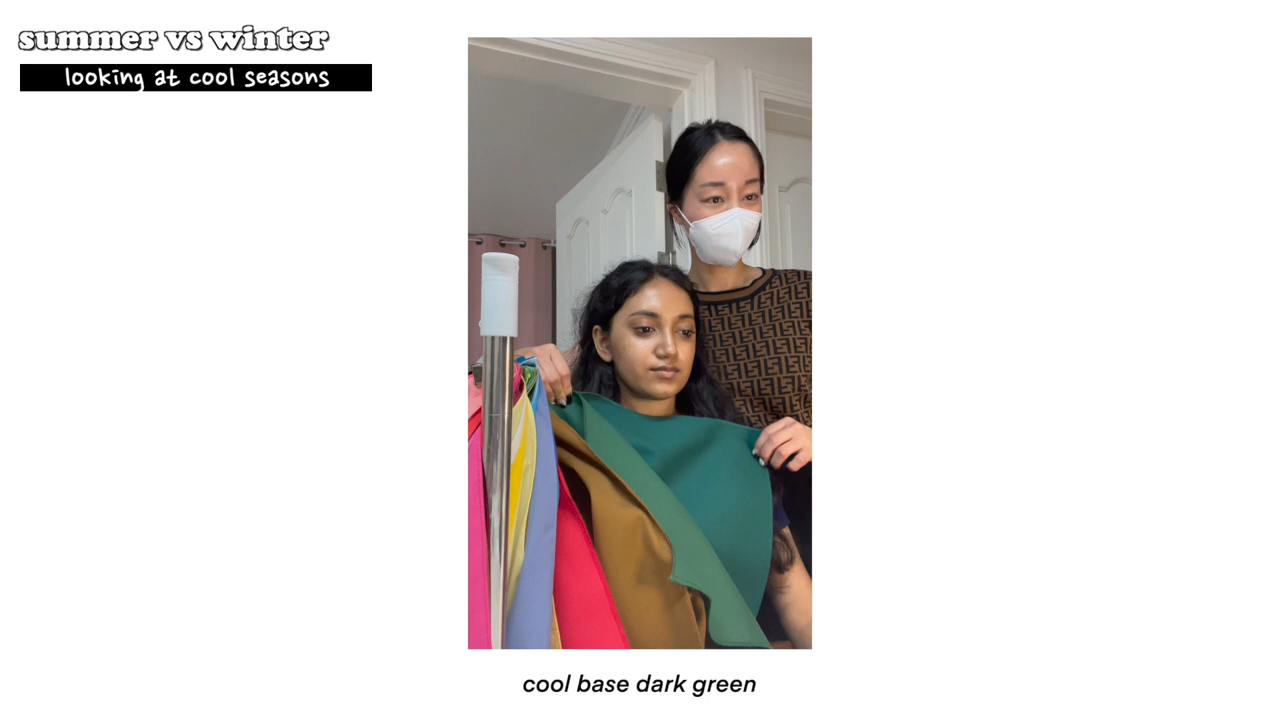 summer vs winter
looking at cool seasons
cool base dark green